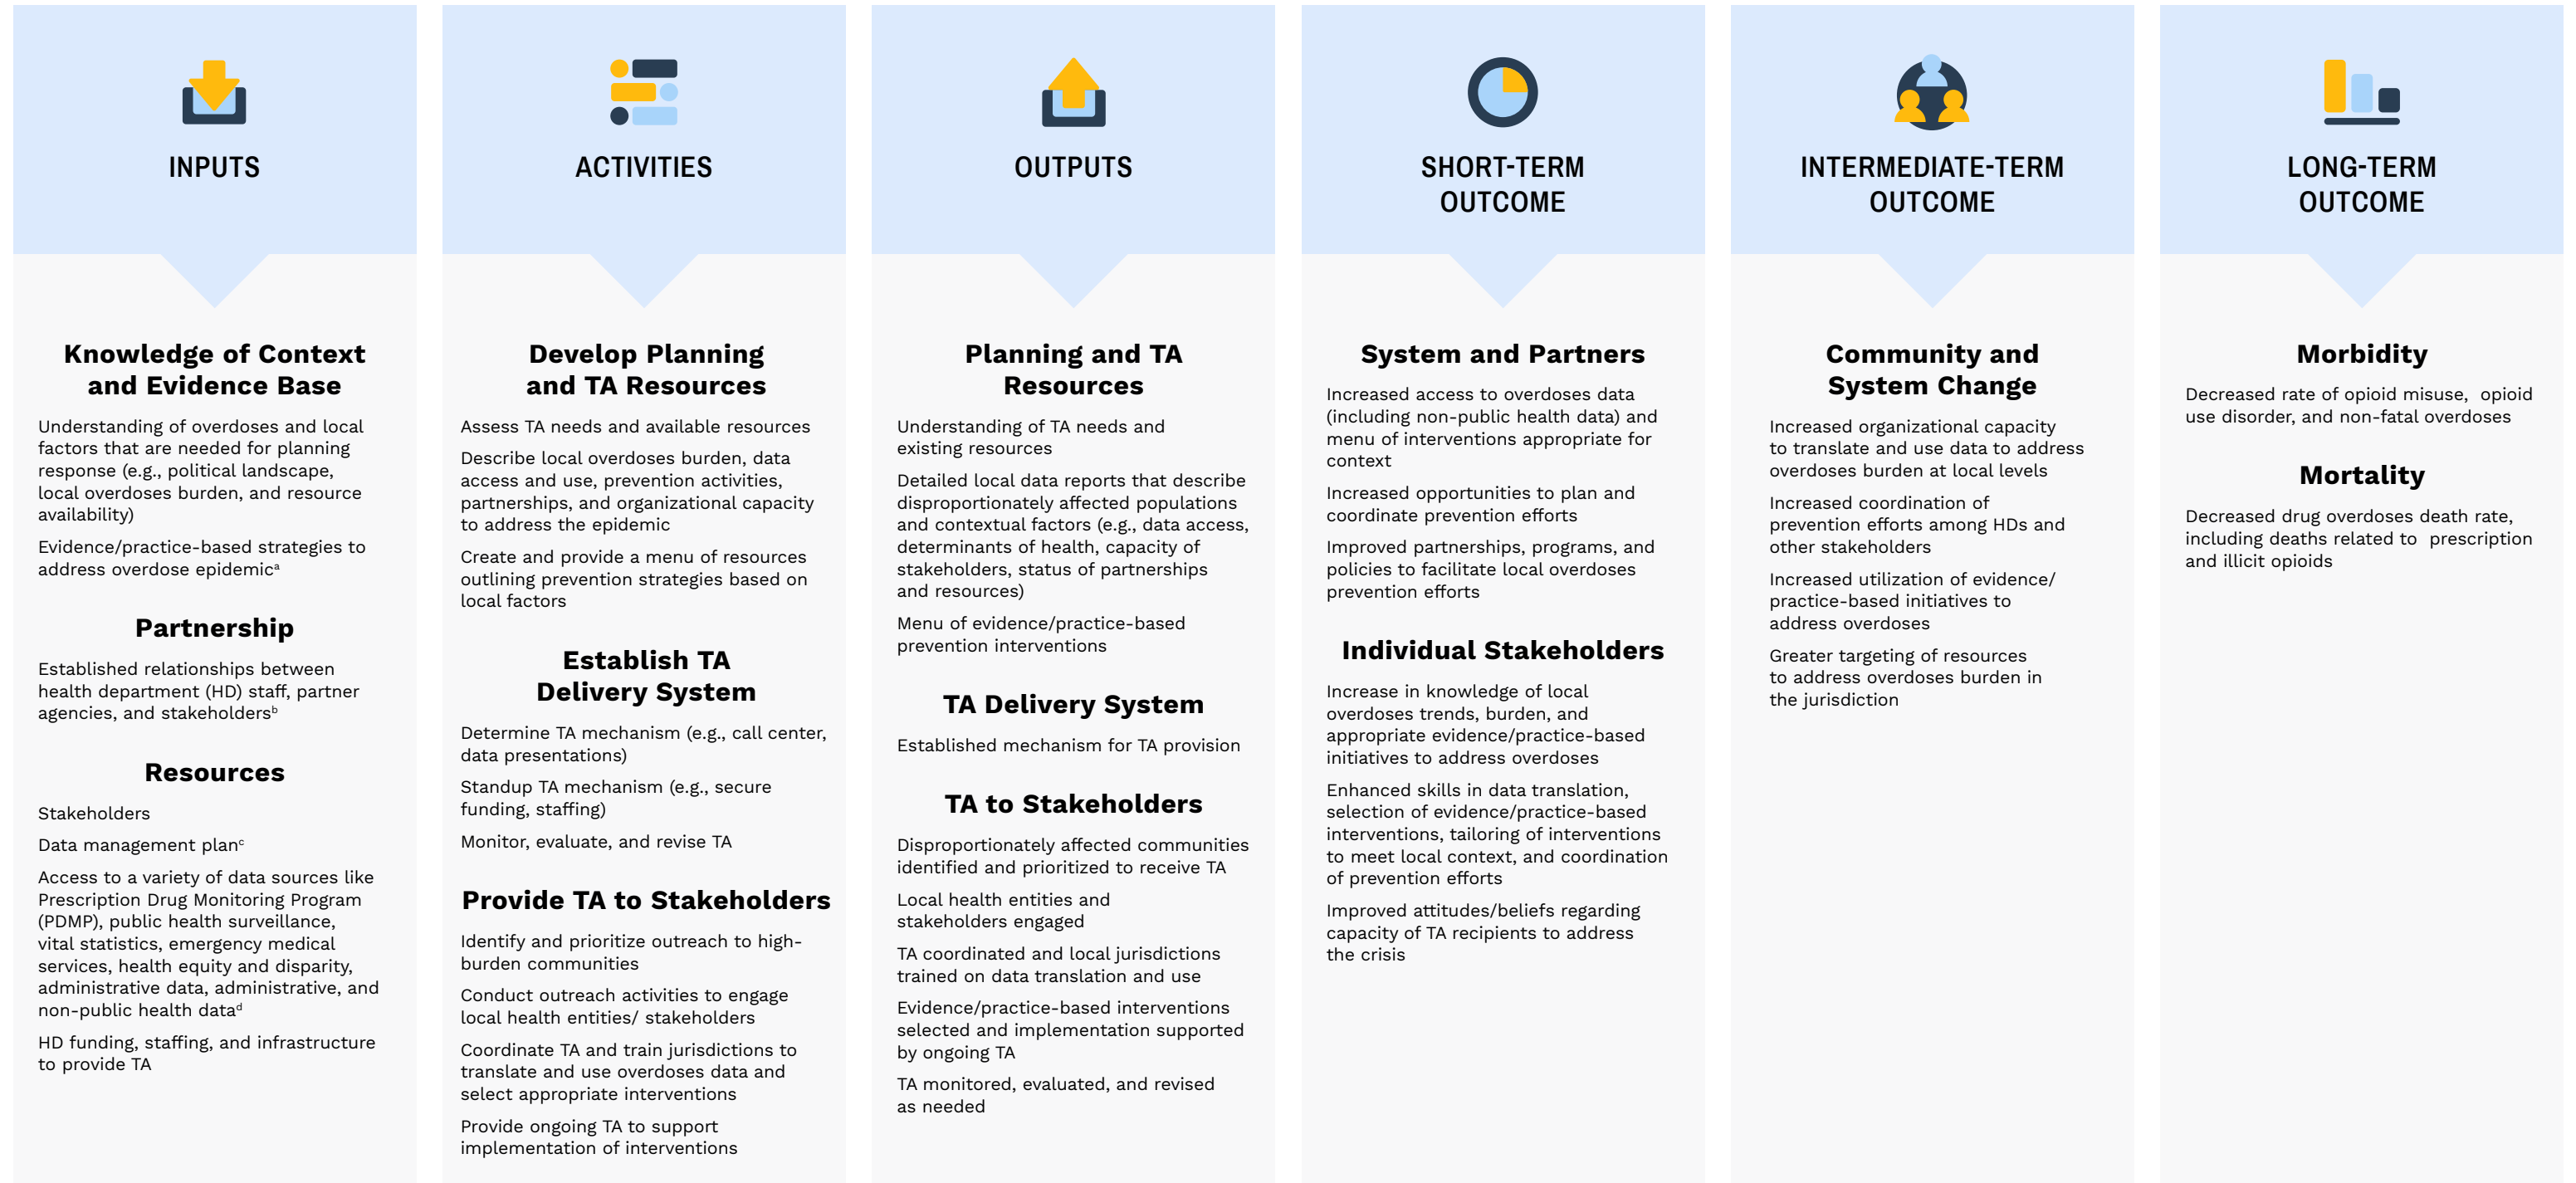 INPUTS
Knowledge of Context
and Evidence Base
Understanding of overdoses and local
factors that are needed for planning
response (e.g., political landscape,
local overdoses burden, and resource
availability)
Evidence/practice-based strategies to
address overdose epidemicᵃ
Partnership
Established relationships between
health department (HD) staff, partner
agencies, and stakeholdersᵇ
Resources
Stakeholders
Data management planᶜ
Access to a variety of data sources like
Prescription Drug Monitoring Program
(PDMP), public health surveillance,
vital statistics, emergency medical
services, health equity and disparity,
administrative data, administrative, and
non-public health dataᵈ
HD funding, staffing, and infrastructure
to provide TA
ACTIVITIES
Develop Planning
and TA Resources
Assess TA needs and available resources
Describe local overdoses burden, data
access and use, prevention activities,
partnerships, and organizational capacity
to address the epidemic
Create and provide a menu of resources
outlining prevention strategies based on
local factors
Establish TA
Delivery System
Determine TA mechanism (e.g., call center,
data presentations)
Standup TA mechanism (e.g., secure
funding, staffing)
Monitor, evaluate, and revise TA
Provide TA to Stakeholders
Identify and prioritize outreach to high-
burden communities
Conduct outreach activities to engage
local health entities/ stakeholders
Coordinate TA and train jurisdictions to
translate and use overdoses data and
select appropriate interventions
Provide ongoing TA to support
implementation of interventions
OUTPUTS
Planning and TA
Resources
Understanding of TA needs and
existing resources
Detailed local data reports that describe
disproportionately affected populations
and contextual factors (e.g., data access,
determinants of health, capacity of
stakeholders, status of partnerships
and resources)
Menu of evidence/practice-based
prevention interventions
TA Delivery System
Established mechanism for TA provision
TA to Stakeholders
Disproportionately affected communities
identified and prioritized to receive TA
Local health entities and
stakeholders engaged
TA coordinated and local jurisdictions
trained on data translation and use
Evidence/practice-based interventions
selected and implementation supported
by ongoing TA
TA monitored, evaluated, and revised
as needed
SHORT-TERM
OUTCOME
System and Partners
Increased access to overdoses data
(including non-public health data) and
menu of interventions appropriate for
context
Increased opportunities to plan and
coordinate prevention efforts
Improved partnerships, programs, and
policies to facilitate local overdoses
prevention efforts
Individual Stakeholders
Increase in knowledge of local
overdoses trends, burden, and
appropriate evidence/practice-based
initiatives to address overdoses
Enhanced skills in data translation,
selection of evidence/practice-based
interventions, tailoring of interventions
to meet local context, and coordination
of prevention efforts
Improved attitudes/beliefs regarding
capacity of TA recipients to address
the crisis
INTERMEDIATE-TERM
OUTCOME
Community and
System Change
Increased organizational capacity
to translate and use data to address
overdoses burden at local levels
Increased coordination of
prevention efforts among HDs and
other stakeholders
Increased utilization of evidence/
practice-based initiatives to
address overdoses
Greater targeting of resources
to address overdoses burden in
the jurisdiction
LONG-TERM
OUTCOME
Morbidity
Decreased rate of opioid misuse,  opioid
use disorder, and non-fatal overdoses
Mortality
Decreased drug overdoses death rate,
including deaths related to  prescription
and illicit opioids